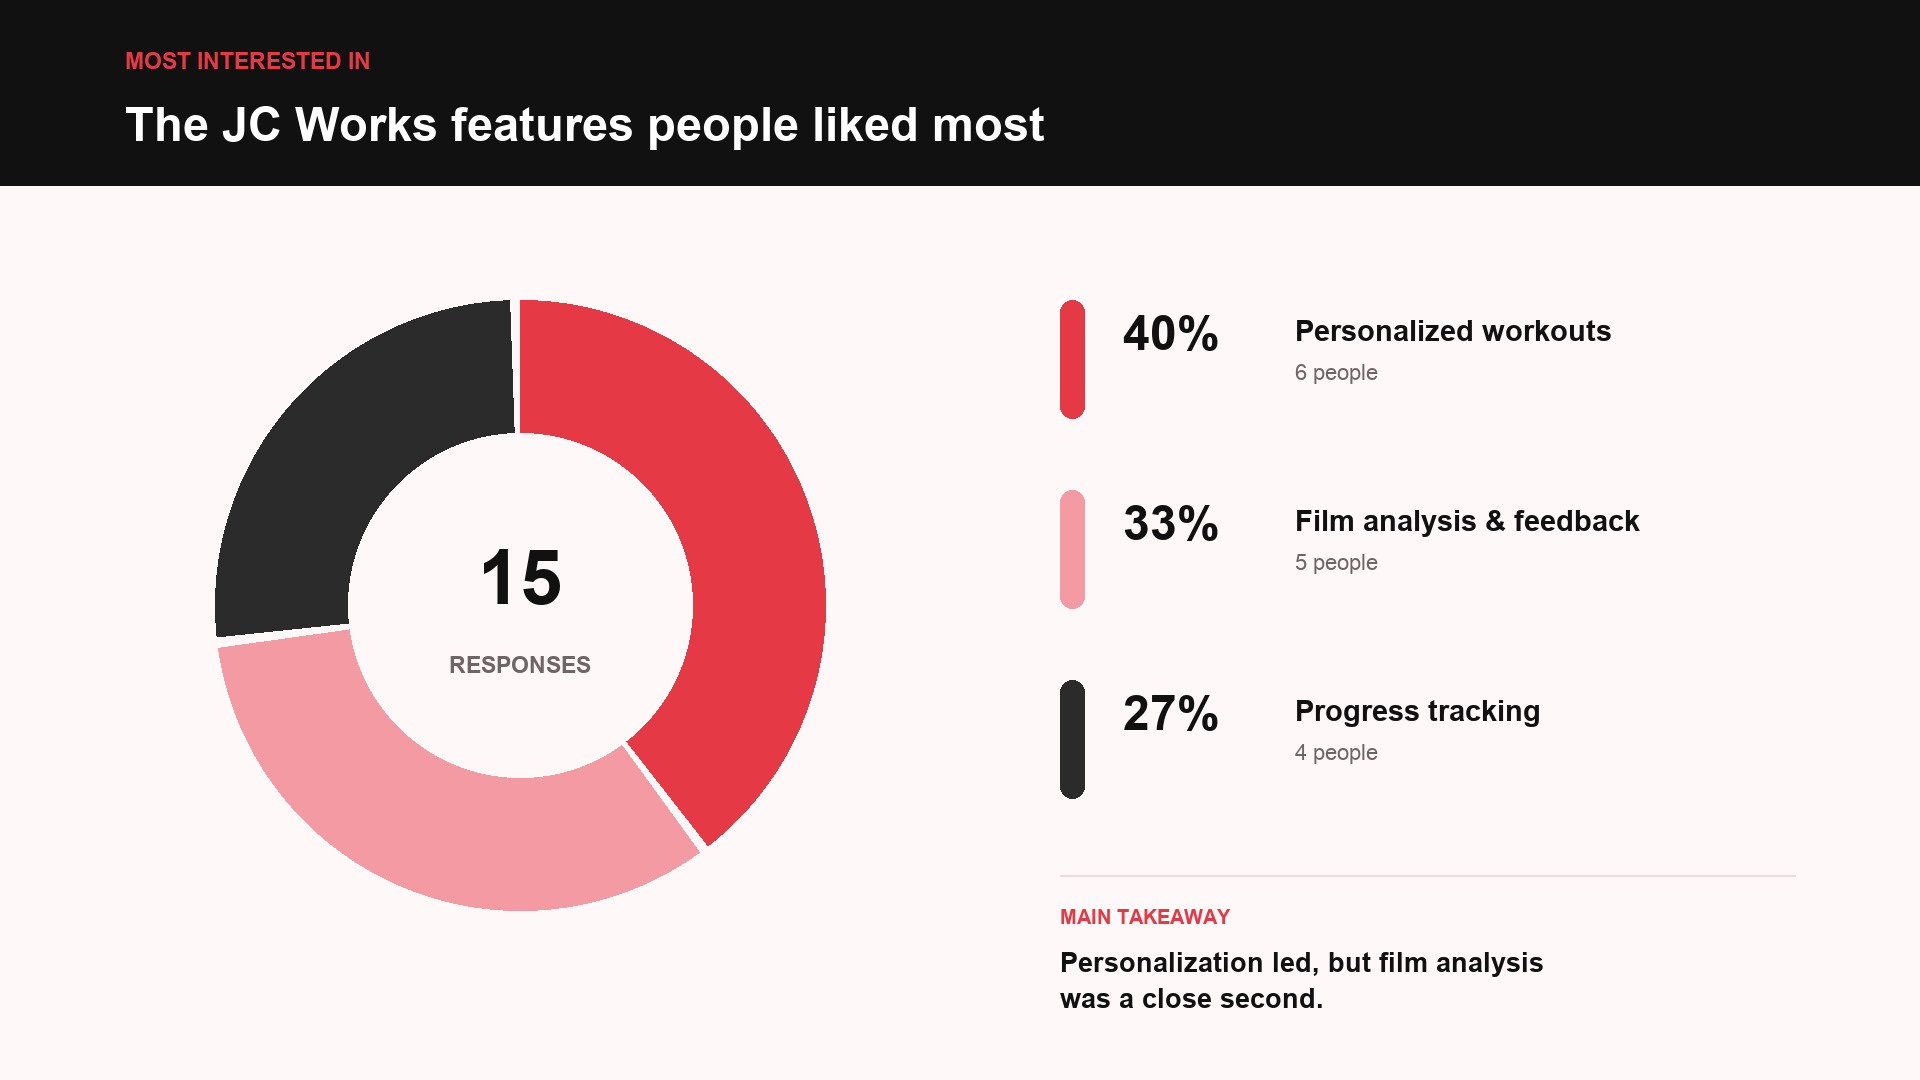 MOST INTERESTED IN
The JC Works features people liked most
15
RESPONSES
40%
Personalized workouts
6 people
33%
Film analysis & feedback
5 people
27%
Progress tracking
4 people
MAIN TAKEAWAY
Personalization led, but film analysis
was a close second.